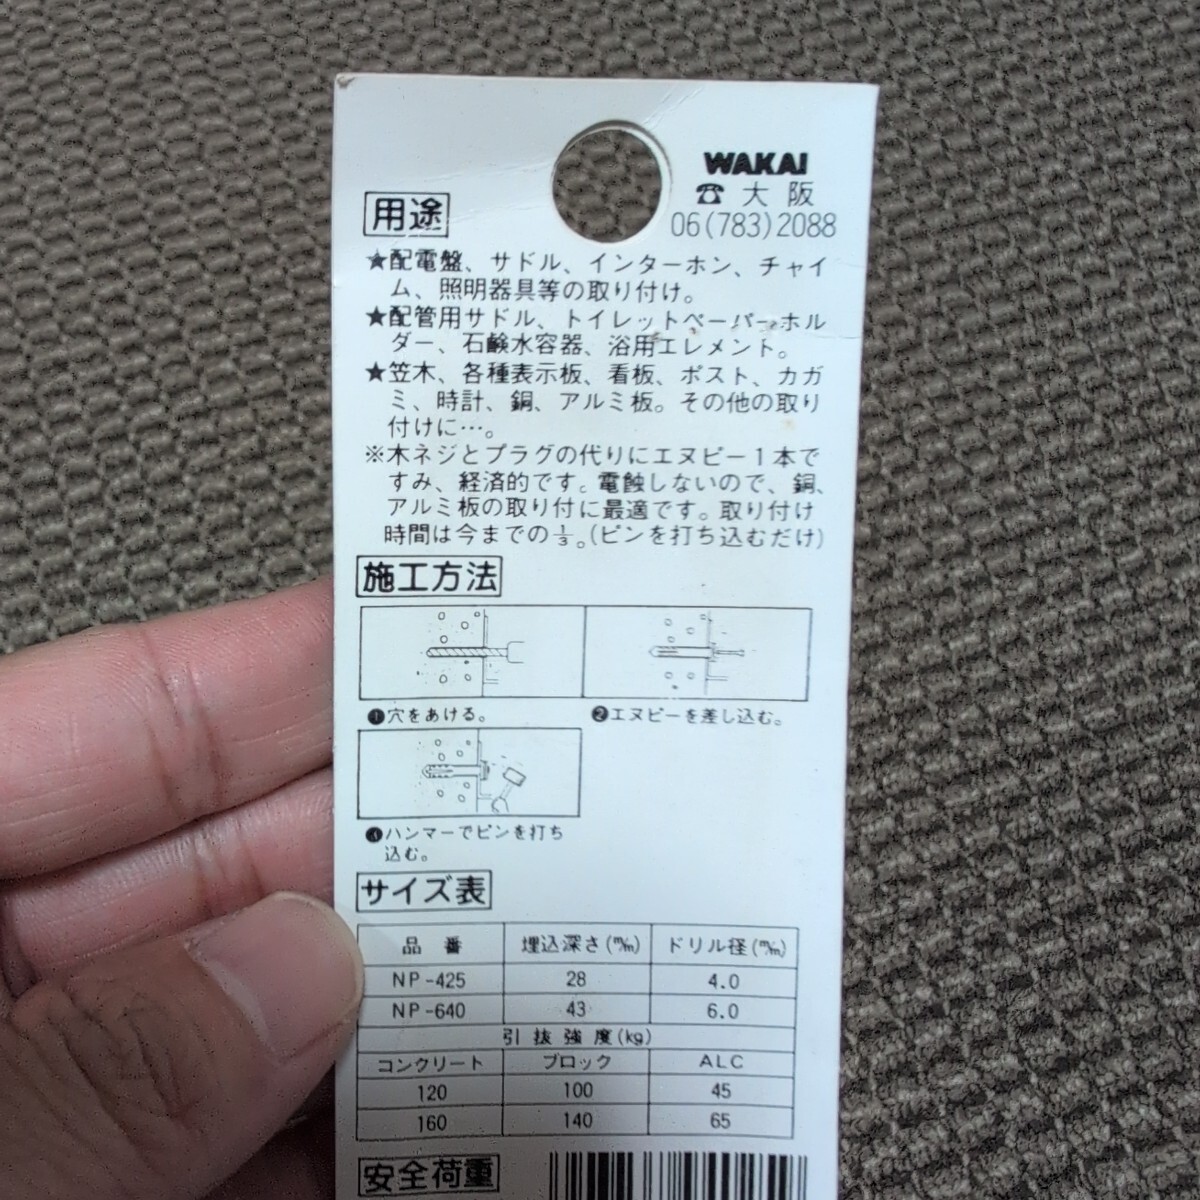 WAKAI
☎ 大 阪
06(783)2088
用途
★配電盤、サドル、インターホン、チャイ
ム、照明器具等の取り付け。
★配管用サドル、トイレットペーパーホル
ダー、石鹸水容器、浴用エレメント。
★笠木、各種表示板、看板、ポスト、カガ
ミ、時計、銅、アルミ板。その他の取り
付けに…。
※木ネジとプラグの代りにエヌピー1本で
すみ、経済的です。電蝕しないので、銅、
アルミ板の取り付に最適です。取り付け
時間は今までの⅓。(ピンを打ち込むだけ)
施工方法
❶穴をあける。
❷エヌピーを差し込む。
❸ハンマーでピンを打ち
込む。
サイズ表
品 番 埋込深さ(㎜) ドリル径(㎜)
NP-425 28 4.0
NP-640 43 6.0
引 抜 強 度(kg)
コンクリート ブロック ALC
120 100 45
160 140 65
安全荷重